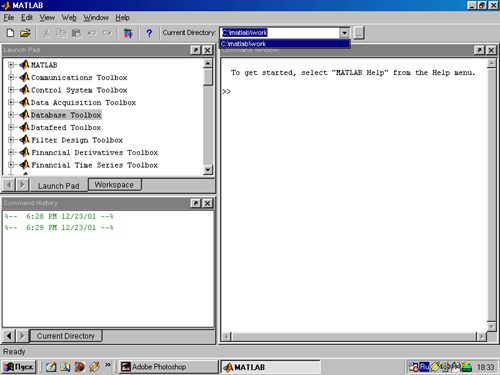 MATLAB
File Edit View Web Window Help
Current Directory: C:\matlab\work
C:\matlab\work
Launch Pad
MATLAB
Communications Toolbox
Control System Toolbox
Data Acquisition Toolbox
Database Toolbox
Datafeed Toolbox
Filter Design Toolbox
Financial Derivatives Toolbox
Financial Time Series Toolbox
Launch Pad Workspace
Command History
%-- 6:28 PM 12/23/01 --%
%-- 6:29 PM 12/23/01 --%
Current Directory
Command Window
To get started, select "MATLAB Help" from the Help menu.
>>
Ready
Пуск Adobe Photoshop MATLAB Ru 18:33